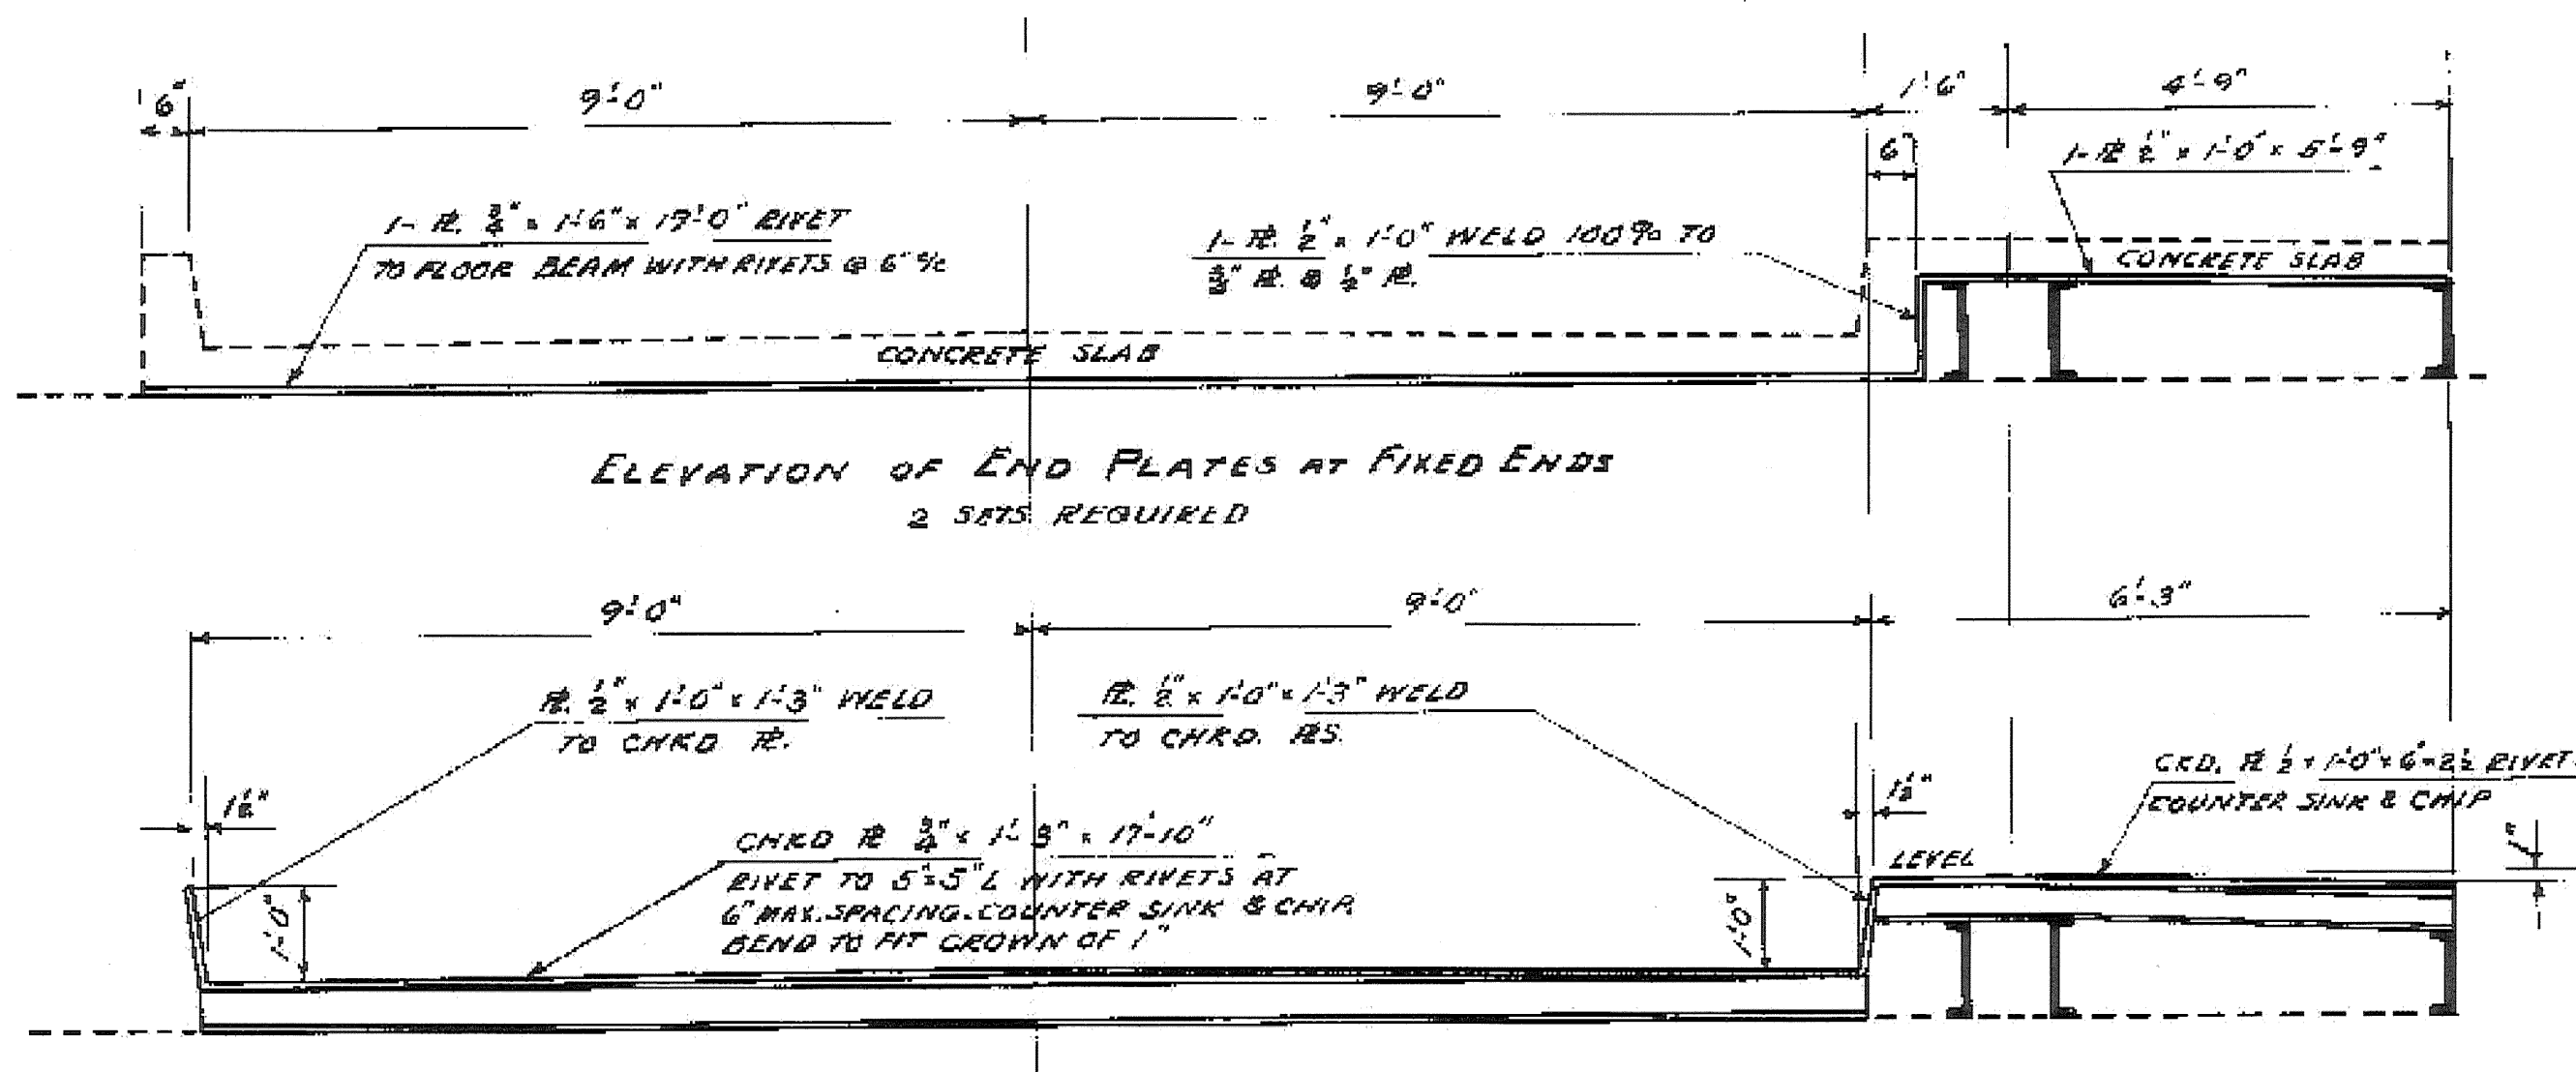 6" 9'-0" 9'-0" 1'-6" 4'-9"
6"
1-PL ½" x 1'-0" x 5'-9"
1-PL. ¾" x 1'-6" x 19'-0" RIVET
TO FLOOR BEAM WITH RIVETS @ 6" c/c
1-PL. ½" x 1'-0" WELD 100% TO
¾" PL. & ½" PL.
CONCRETE SLAB
CONCRETE SLAB
ELEVATION OF END PLATES AT FIXED ENDS
2 SETS REQUIRED
9'-0" 9'-0" 6'-3"
PL. ½" x 1'-0" x 1'-3" WELD
TO CHKD PL.
PL. ½" x 1'-0" x 1'-3" WELD
TO CHKD. PLS.
CKD. PL ½ x 1'-0" x 6'-2½ RIVET.
COUNTER SINK & CHIP
1½"
1½"
CHKD PL ¾" x 1'-3" x 17'-10"
RIVET TO 5"x5" L WITH RIVETS AT
6" MAX. SPACING. COUNTER SINK & CHIP.
BEND TO FIT CROWN OF 1"
LEVEL
1"
1'-0"
1'-0"